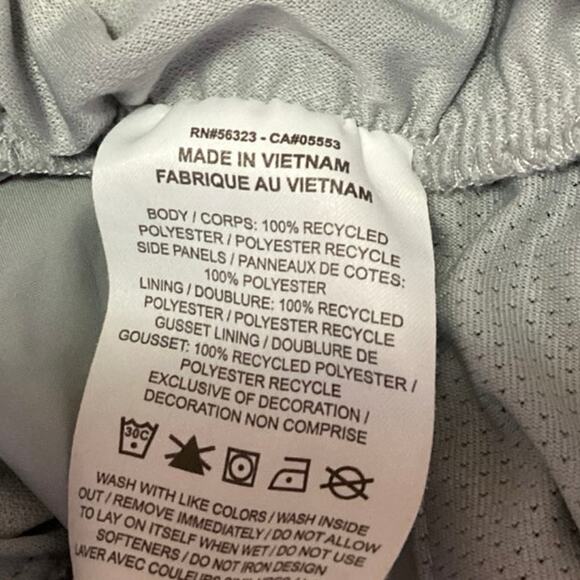 RN#56323 - CA#05553
MADE IN VIETNAM
FABRIQUE AU VIETNAM
BODY / CORPS: 100% RECYCLED
POLYESTER / POLYESTER RECYCLE
SIDE PANELS / PANNEAUX DE COTES:
100% POLYESTER
LINING / DOUBLURE: 100% RECYCLED
POLYESTER / POLYESTER RECYCLE
GUSSET LINING / DOUBLURE DE
GOUSSET: 100% RECYCLED POLYESTER /
POLYESTER RECYCLE
EXCLUSIVE OF DECORATION /
DECORATION NON COMPRISE
30C
WASH WITH LIKE COLORS / WASH INSIDE
OUT / REMOVE IMMEDIATELY / DO NOT ALLOW
TO LAY ON ITSELF WHEN WET / DO NOT USE
SOFTENERS / DO NOT IRON DESIGN
LAVER AVEC COULEURS